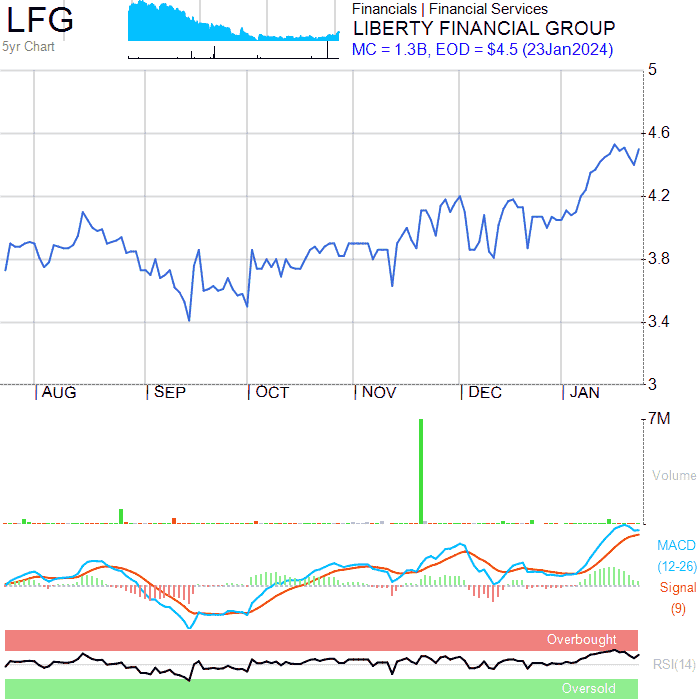 LFG
5yr Chart
Financials | Financial Services
LIBERTY FINANCIAL GROUP
MC = 1.3B, EOD = $4.5 (23Jan2024)
5
4.6
4.2
3.8
3.4
3
AUG SEP OCT NOV DEC JAN
7M
Volume
MACD
(12-26)
Signal
(9)
Overbought
RSI(14)
Oversold